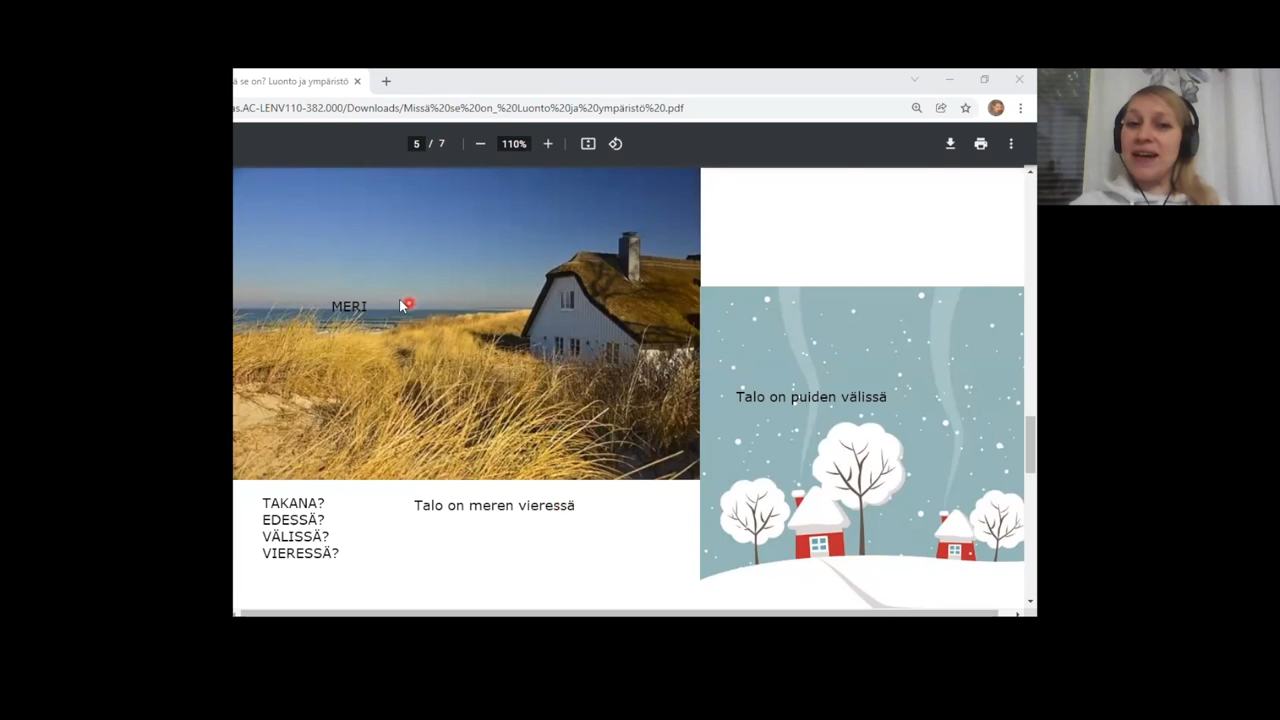 ä se on? Luonto ja ympäristö
as.AC-LENV110-382.000/Downloads/Missä%20se%20on_%20Luonto%20ja%20ympäristö%20.pdf
5 / 7
110%
MERI
Talo on puiden välissä
TAKANA?
EDESSÄ?
VÄLISSÄ?
VIERESSÄ?
Talo on meren vieressä